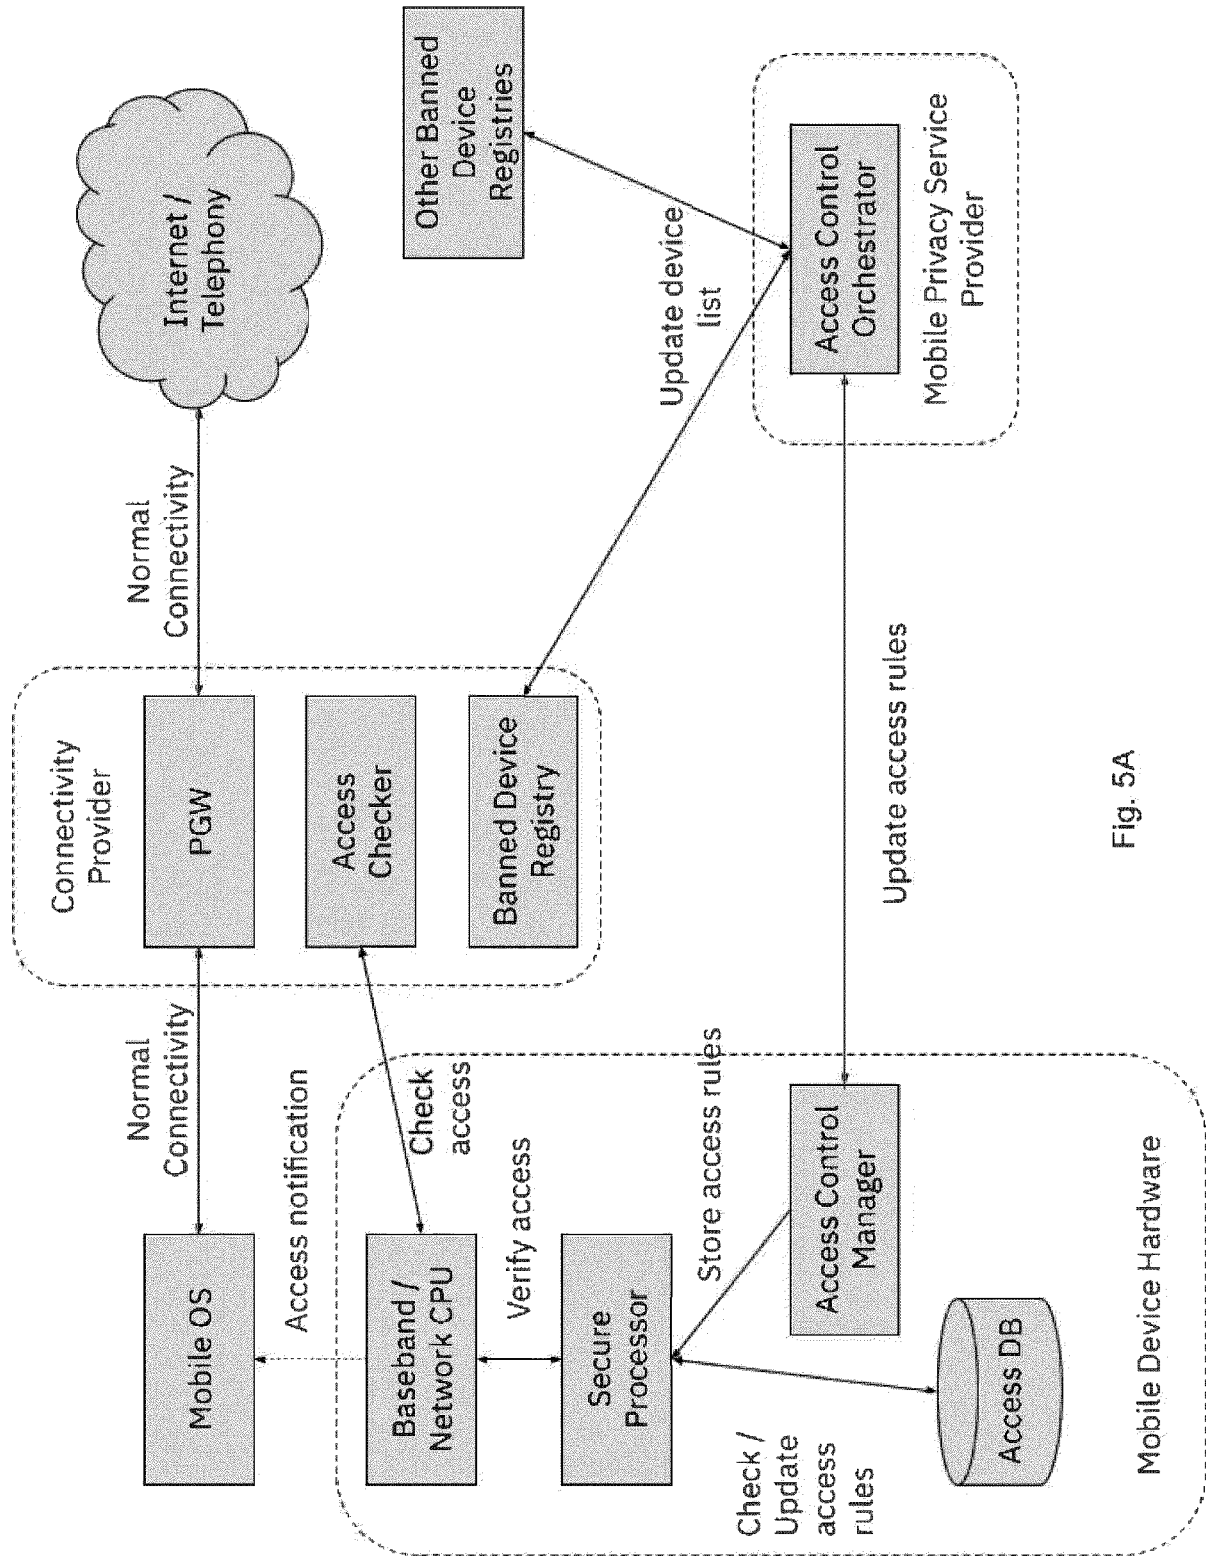 Mobile OS
Normal
Connectivity
Connectivity
Provider
PGW
Normal
Connectivity
Internet /
Telephony
Access notification
Baseband /
Network CPU
Check
access
Access
Checker
Verify access
Secure
Processor
Banned Device
Registry
Other Banned
Device
Registries
Update device
list
Store access rules
Check /
Update
access
rules
Access Control
Manager
Update access rules
Access Control
Orchestrator
Mobile Privacy Service
Provider
Access DB
Mobile Device Hardware
Fig. 5A